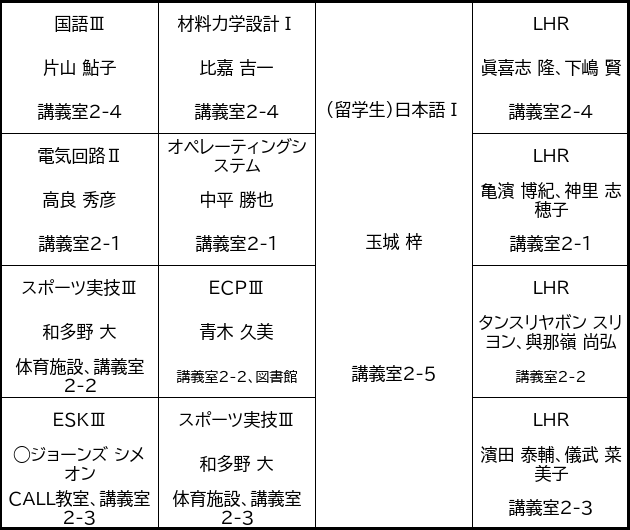 国語Ⅲ
片山 鮎子
講義室2-4
材料力学設計Ⅰ
比嘉 吉一
講義室2-4
(留学生)日本語Ⅰ
玉城 梓
講義室2-5
LHR
眞喜志 隆、下嶋 賢
講義室2-4
電気回路Ⅱ
高良 秀彦
講義室2-1
オペレーティングシ
ステム
中平 勝也
講義室2-1
LHR
亀濱 博紀、神里 志
穂子
講義室2-1
スポーツ実技Ⅲ
和多野 大
体育施設、講義室
2-2
ECPⅢ
青木 久美
講義室2-2、図書館
LHR
タンスリヤボン スリ
ヨン、與那嶺 尚弘
講義室2-2
ESKⅢ
◯ジョーンズ シメ
オン
CALL教室、講義室
2-3
スポーツ実技Ⅲ
和多野 大
体育施設、講義室
2-3
LHR
濱田 泰輔、儀武 菜
美子
講義室2-3